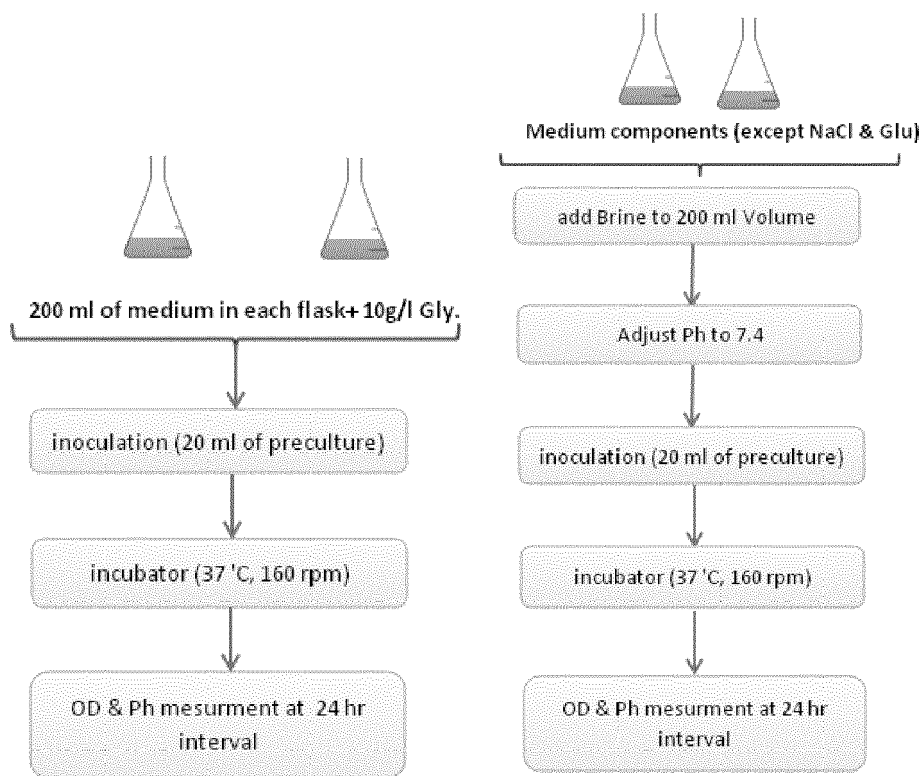 200 ml of medium in each flask+ 10g/l Gly.
inoculation (20 ml of preculture)
incubator (37 'C, 160 rpm)
OD & Ph mesurment at 24 hr
interval
Medium components (except NaCl & Glu)
add Brine to 200 ml Volume
Adjust Ph to 7.4
inoculation (20 ml of preculture)
incubator (37 'C, 160 rpm)
OD & Ph mesurment at 24 hr
interval